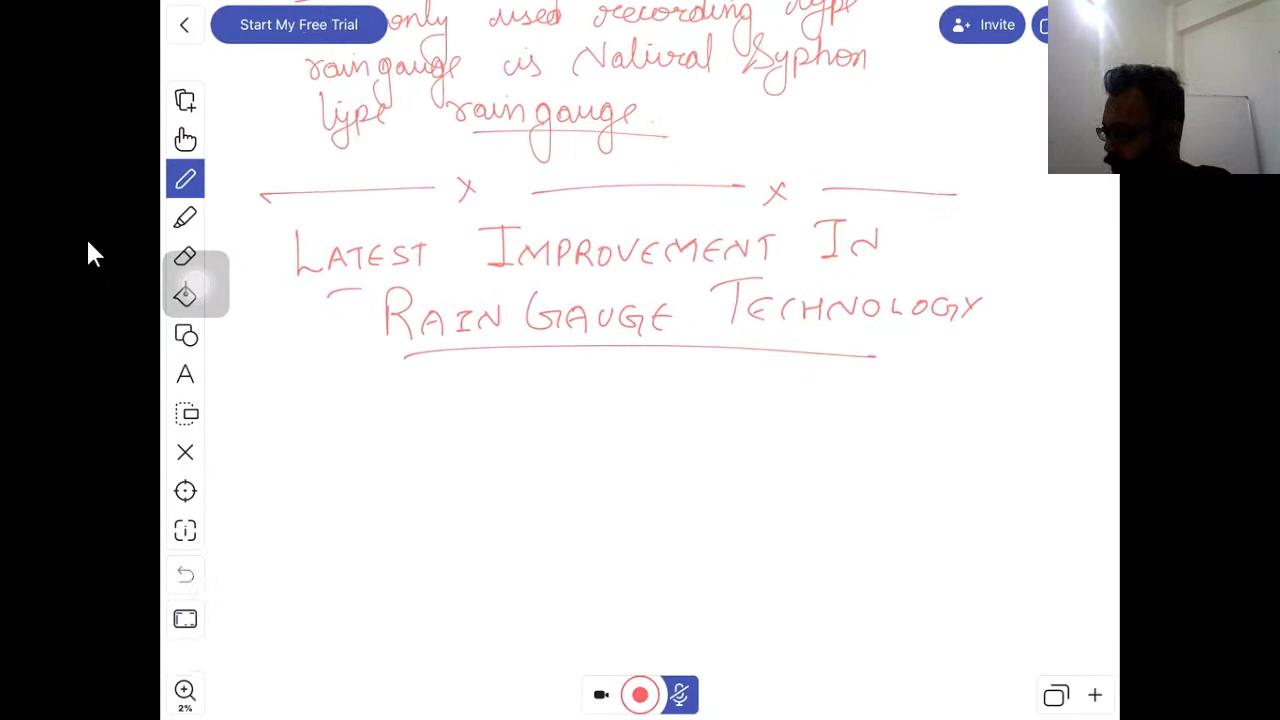 Start My Free Trial
Invite
only used recording type
raingauge is Natural Syphon
type raingauge.
x x
LATEST IMPROVEMENT IN
RAIN GAUGE TECHNOLOGY
A
2%